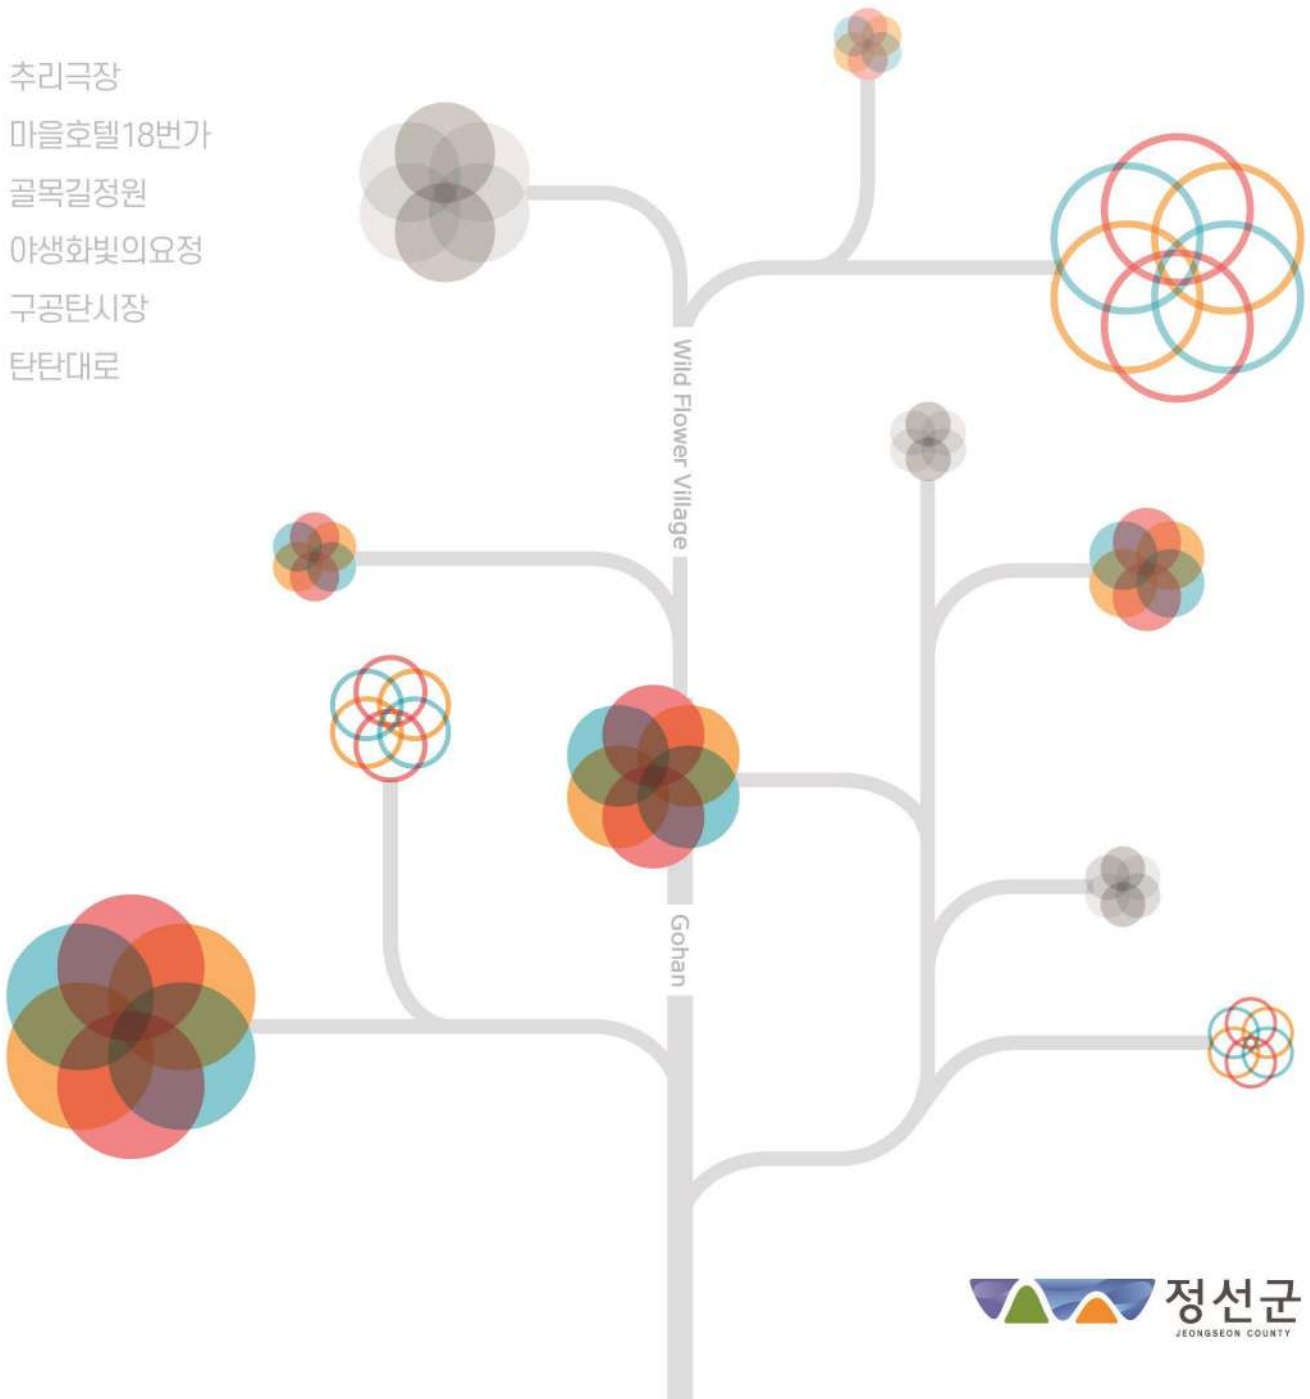 추리극장
마을호텔18번가
골목길정원
야생화빛의요정
구공탄시장
탄탄대로
Wild Flower Village
Gohan
정선군
JEONGSEON COUNTY